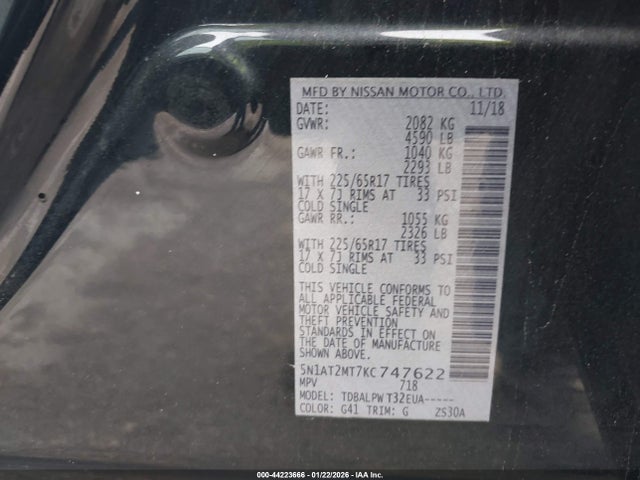 MFD BY NISSAN MOTOR CO., LTD.
DATE: 11/18
GVWR: 2082 KG
4590 LB
GAWR FR.: 1040 KG
2293 LB
WITH 225/65R17 TIRES
17 X 7J RIMS AT 33 PSI
COLD SINGLE
GAWR RR.: 1055 KG
2326 LB
WITH 225/65R17 TIRES
17 X 7J RIMS AT 33 PSI
COLD SINGLE
THIS VEHICLE CONFORMS TO
ALL APPLICABLE FEDERAL
MOTOR VEHICLE SAFETY AND
THEFT PREVENTION
STANDARDS IN EFFECT ON
THE DATE OF MANUFACTURE
SHOWN ABOVE.
5N1AT2MT7KC747622
MPV 718
MODEL: TDBALPW T32EUA-----
COLOR: G41 TRIM: G ZS30A
000-44223666 - 01/22/2026 - IAA Inc.